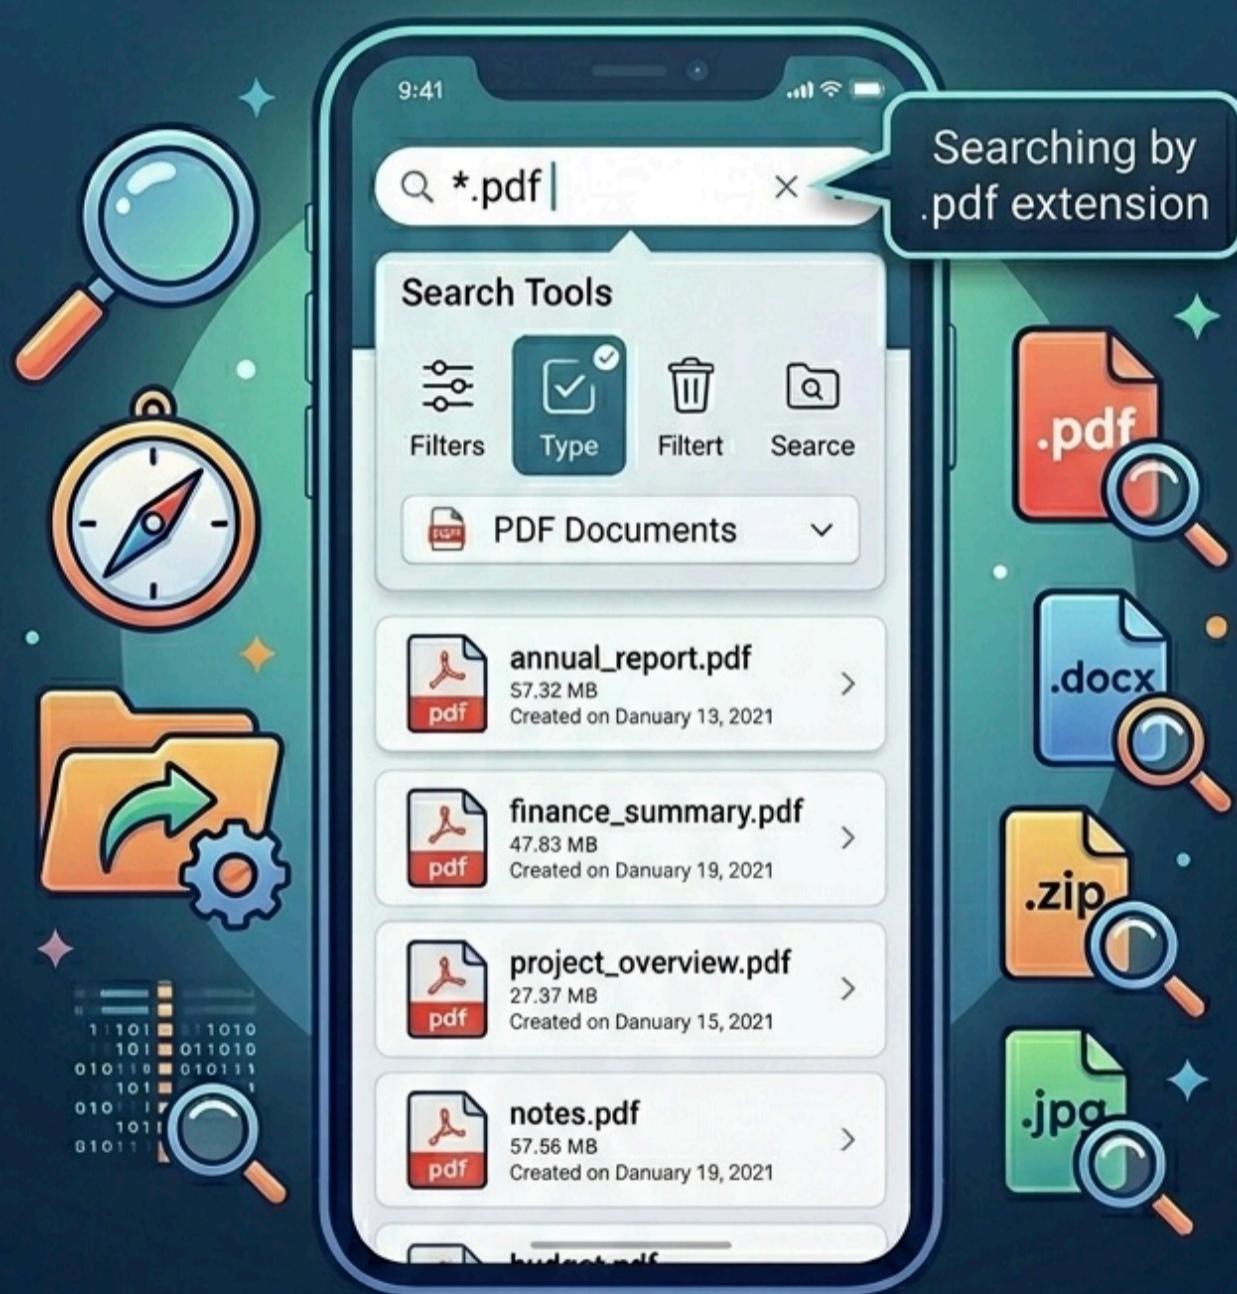 9:41
*.pdf
Searching by
.pdf extension
Search Tools
Filters
Type
Filtert
Searce
PDF Documents
annual_report.pdf
57.32 MB
Created on Danuary 13, 2021
pdf
finance_summary.pdf
47.83 MB
Created on Danuary 19, 2021
pdf
project_overview.pdf
27.37 MB
Created on Danuary 15, 2021
pdf
notes.pdf
57.56 MB
Created on Danuary 19, 2021
pdf
.pdf
.docx
.zip
.jpg